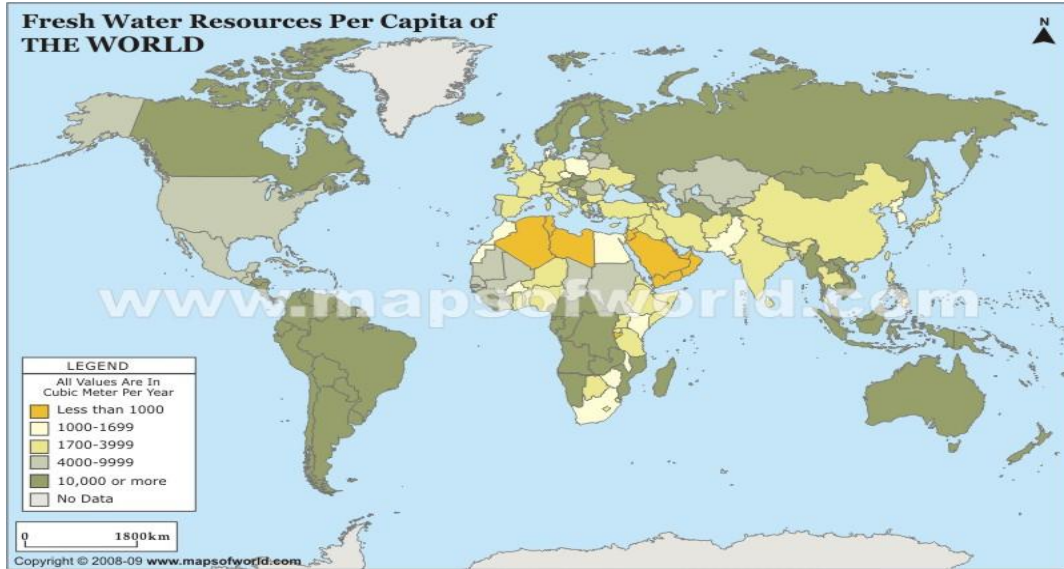 Fresh Water Resources Per Capita of
THE WORLD
N
www.mapsofworld.com
LEGEND
All Values Are In
Cubic Meter Per Year
Less than 1000
1000-1699
1700-3999
4000-9999
10,000 or more
No Data
0 1800km
Copyright © 2008-09 www.mapsofworld.com